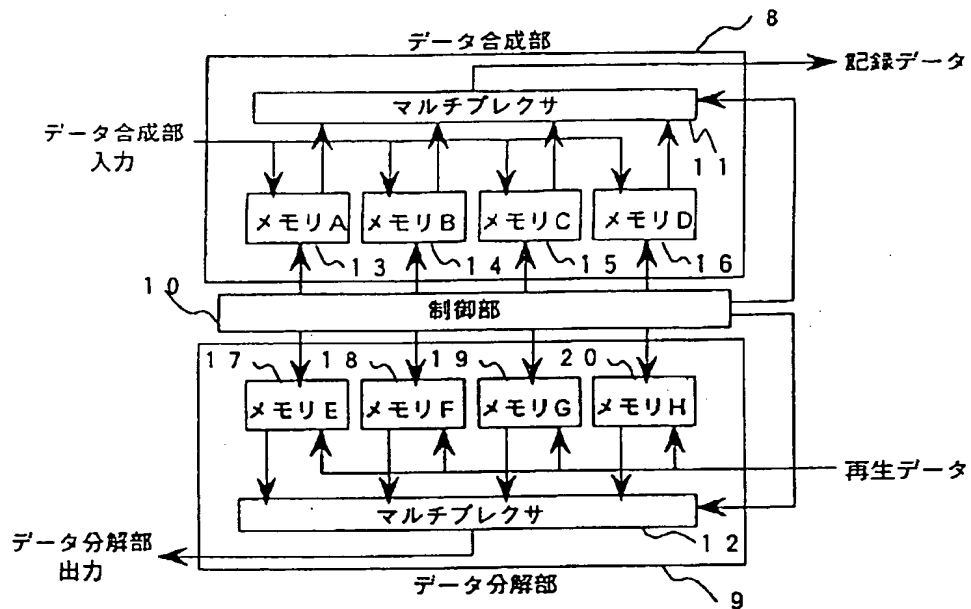 データ合成部
8
記録データ
マルチプレクサ
データ合成部
入力
11
メモリA
メモリB
メモリC
メモリD
13
14
15
16
10
制御部
17
18
19
20
メモリE
メモリF
メモリG
メモリH
再生データ
マルチプレクサ
データ分解部
出力
12
データ分解部
9